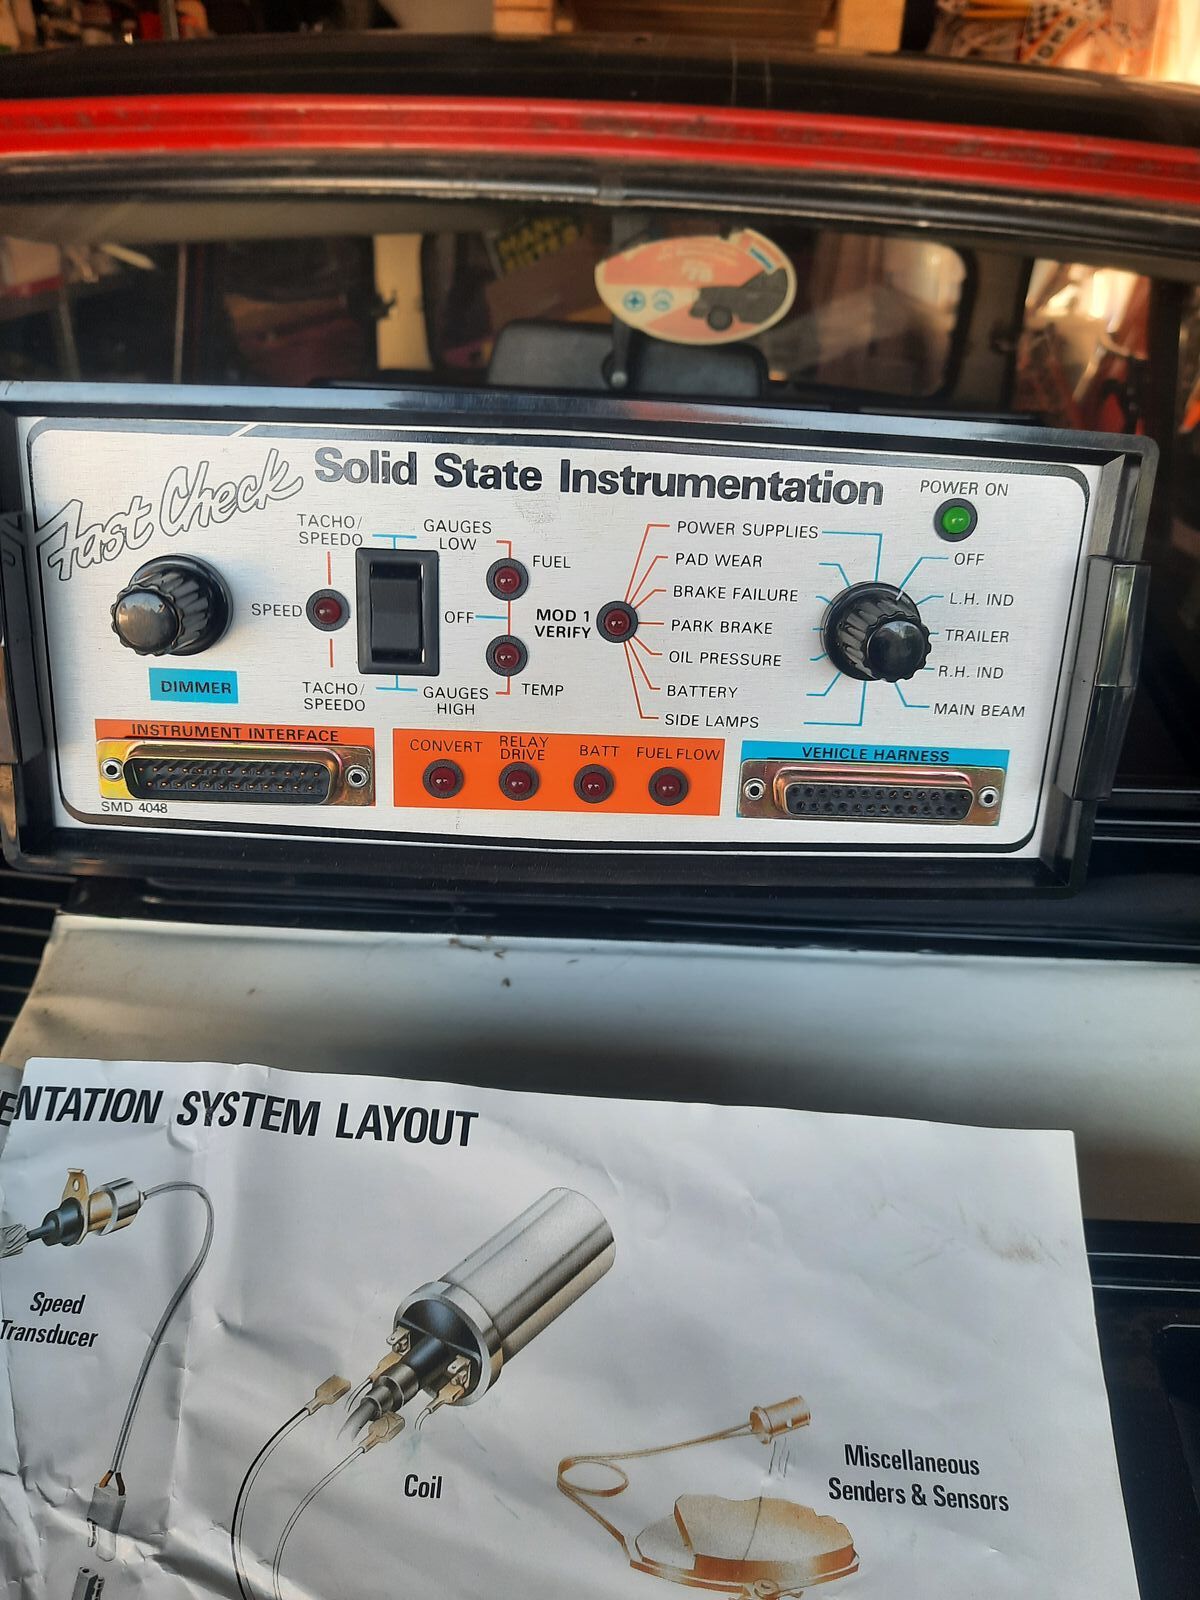 Fast Check
Solid State Instrumentation
POWER ON
TACHO/
SPEEDO
GAUGES
LOW
FUEL
SPEED
OFF
TEMP
TACHO/
SPEEDO
GAUGES
HIGH
DIMMER
MOD 1
VERIFY
POWER SUPPLIES
PAD WEAR
BRAKE FAILURE
PARK BRAKE
OIL PRESSURE
BATTERY
SIDE LAMPS
OFF
L.H. IND
TRAILER
R.H. IND
MAIN BEAM
INSTRUMENT INTERFACE
SMD 4048
CONVERT
RELAY
DRIVE
BATT
FUEL FLOW
VEHICLE HARNESS
ENTATION SYSTEM LAYOUT
Speed
Transducer
Coil
Miscellaneous
Senders & Sensors